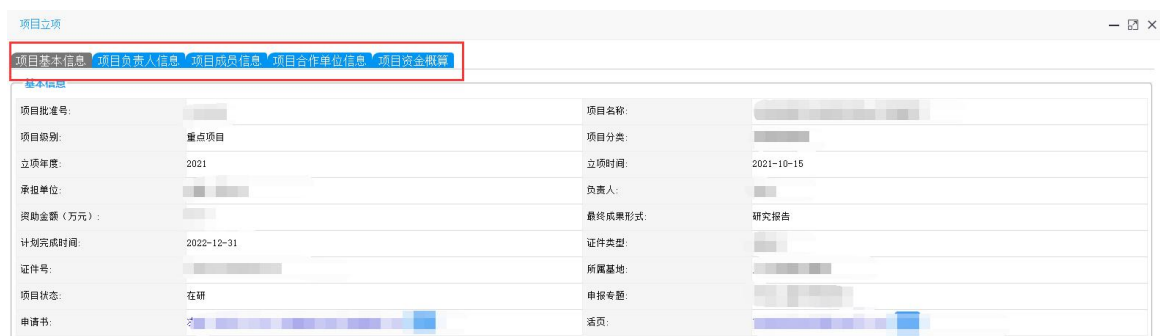 项目立项
项目基本信息 项目负责人信息 项目成员信息 项目合作单位信息 项目资金概算
基本信息
项目批准号: 项目名称:
项目级别: 重点项目 项目分类:
立项年度: 2021 立项时间: 2021-10-15
承担单位: 负责人:
资助金额（万元）: 最终成果形式: 研究报告
计划完成时间: 2022-12-31 证件类型:
证件号: 所属基地:
项目状态: 在研 申报专题:
申请书: 活页: